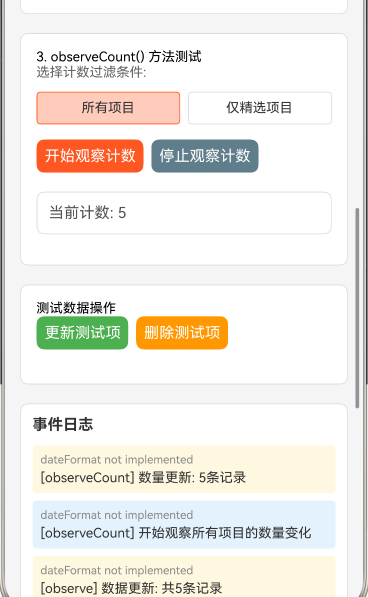 3. observeCount() 方法测试
选择计数过滤条件:
所有项目
仅精选项目
开始观察计数
停止观察计数
当前计数: 5
测试数据操作
更新测试项
删除测试项
事件日志
dateFormat not implemented
[observeCount] 数量更新: 5条记录
dateFormat not implemented
[observeCount] 开始观察所有项目的数量变化
dateFormat not implemented
[observe] 数据更新: 共5条记录